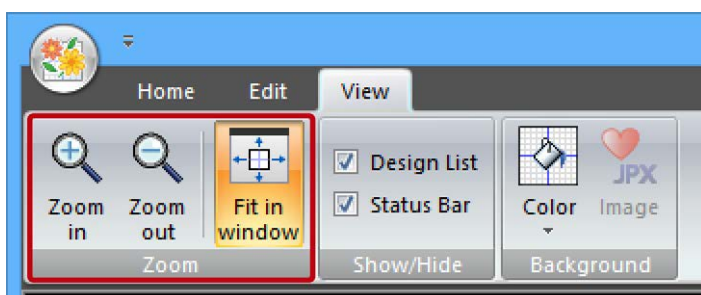 Home Edit View
Zoom in
Zoom out
Fit in window
Zoom
Design List
Status Bar
Show/Hide
Color
JPX
Image
Background